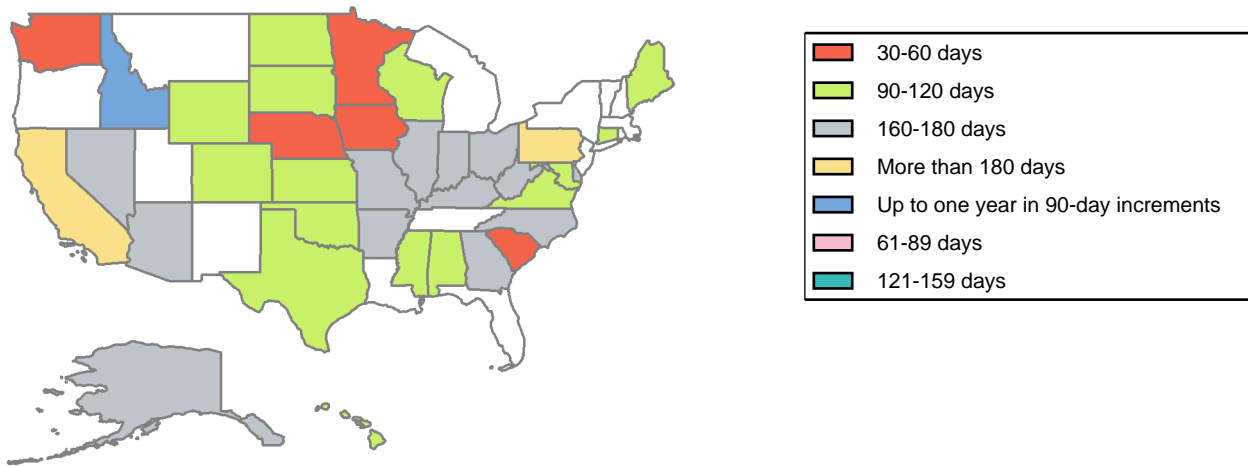 30-60 days
90-120 days
160-180 days
More than 180 days
Up to one year in 90-day increments
61-89 days
121-159 days